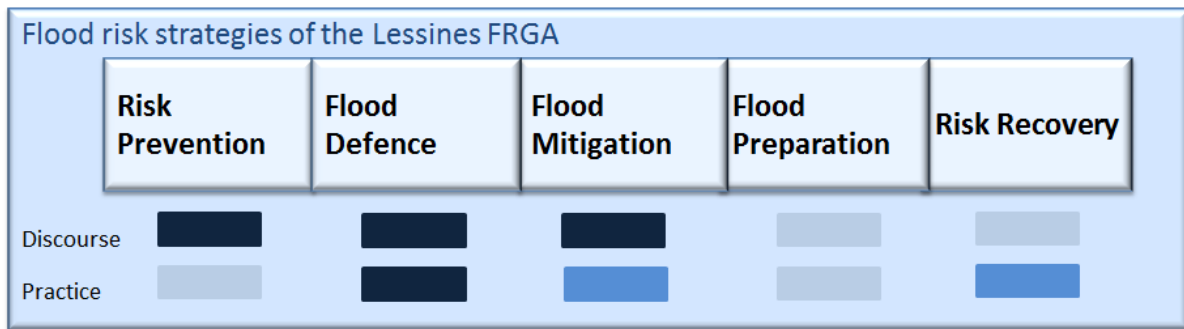 Flood risk strategies of the Lessines FRGA
Risk
Prevention
Flood
Defence
Flood
Mitigation
Flood
Preparation
Risk Recovery
Discourse
Practice